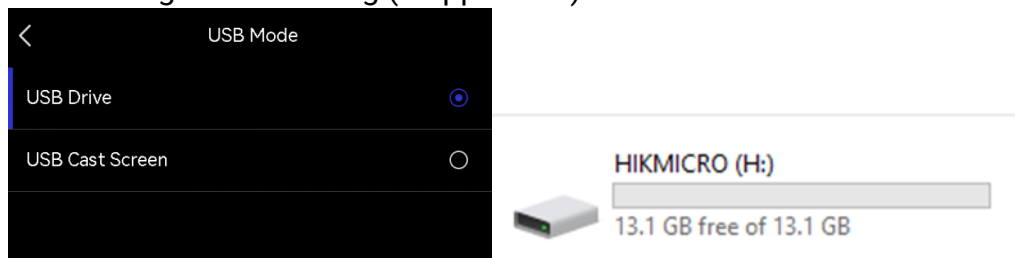 USB Mode
USB Drive
USB Cast Screen
HIKMICRO (H:)
13.1 GB free of 13.1 GB